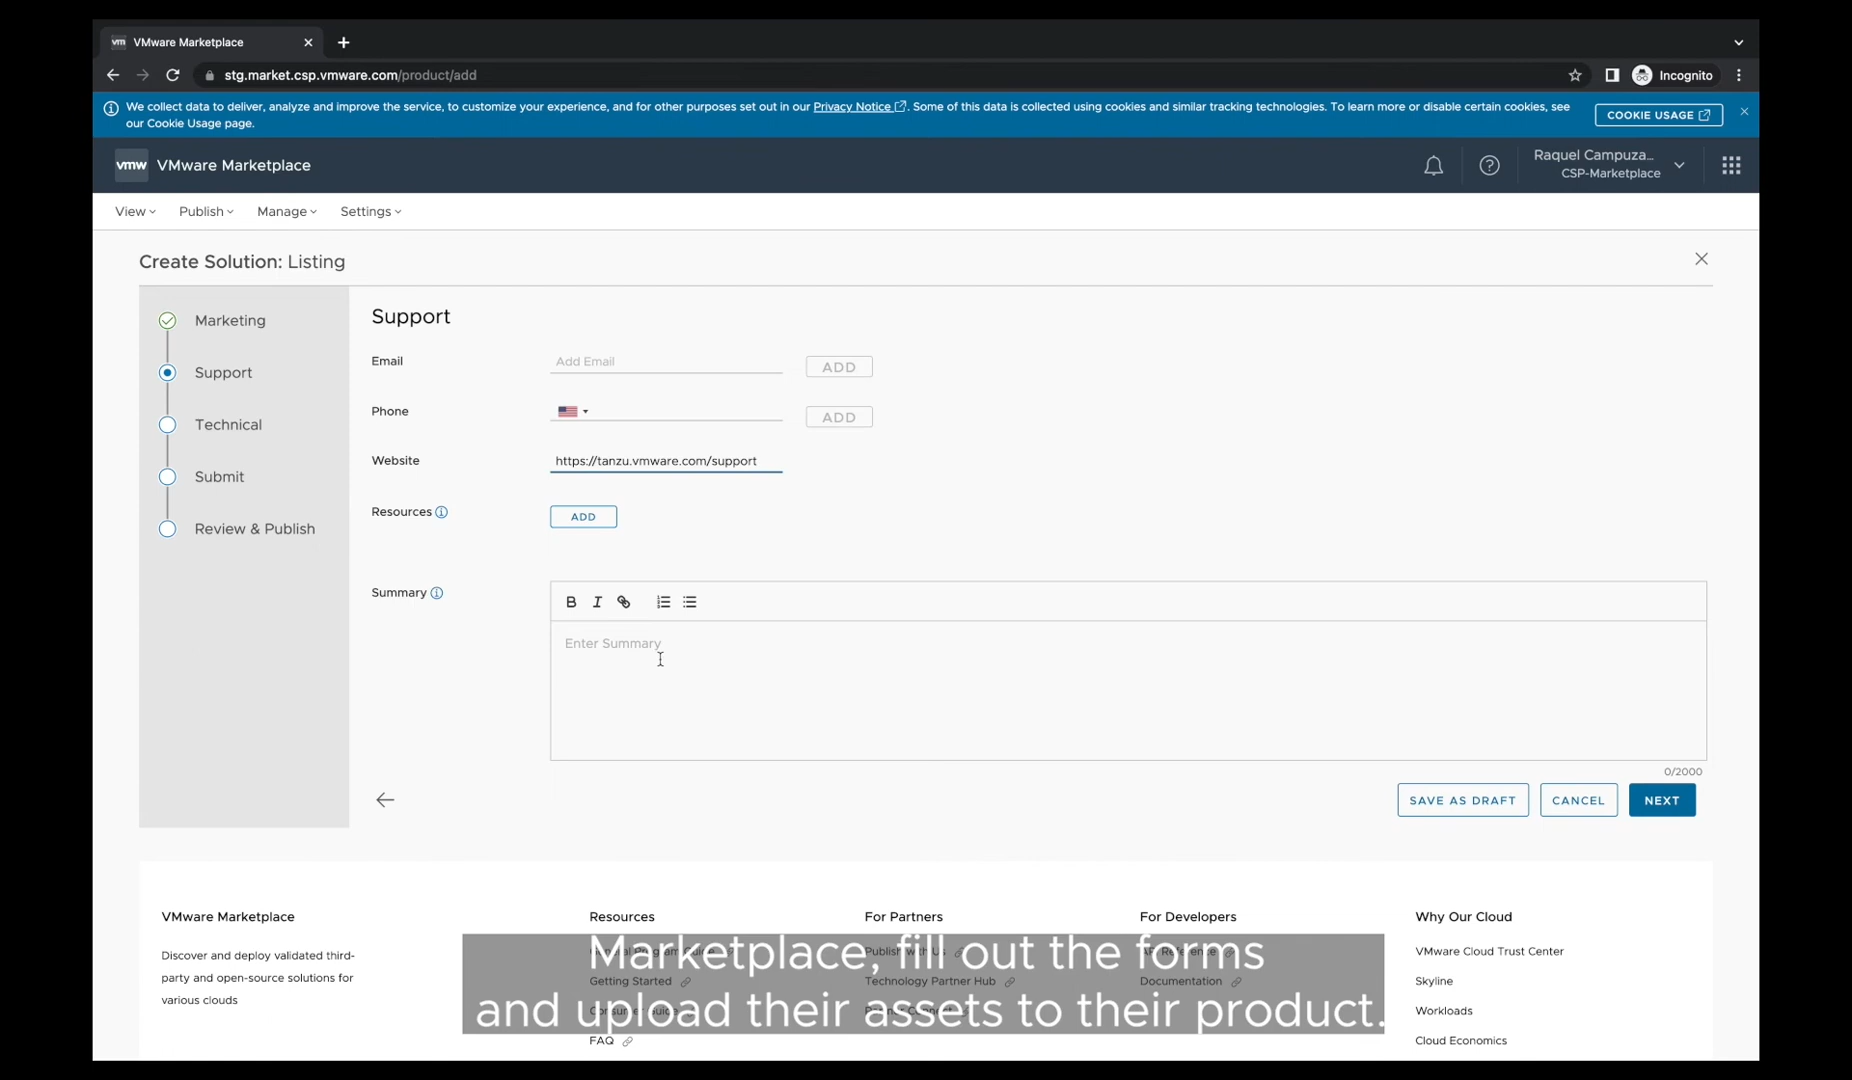 VMware Marketplace
stg.market.csp.vmware.com/product/add
Incognito
We collect data to deliver, analyze and improve the service, to customize your experience, and for other purposes set out in our Privacy Notice. Some of this data is collected using cookies and similar tracking technologies. To learn more or disable certain cookies, see
our Cookie Usage page.
COOKIE USAGE
vmw VMware Marketplace
Raquel Campuza...
CSP-Marketplace
View Publish Manage Settings
Create Solution: Listing
Marketing
Support
Technical
Submit
Review & Publish
Support
Email Add Email ADD
Phone ADD
Website https://tanzu.vmware.com/support
Resources ADD
Summary
B I
Enter Summary
0/2000
SAVE AS DRAFT CANCEL NEXT
VMware Marketplace
Discover and deploy validated third-
party and open-source solutions for
various clouds
Resources
Getting Started
FAQ
For Partners
Publish with Us
Technology Partner Hub
For Developers
API Reference
Documentation
Why Our Cloud
VMware Cloud Trust Center
Skyline
Workloads
Cloud Economics
Marketplace, fill out the forms
and upload their assets to their product.